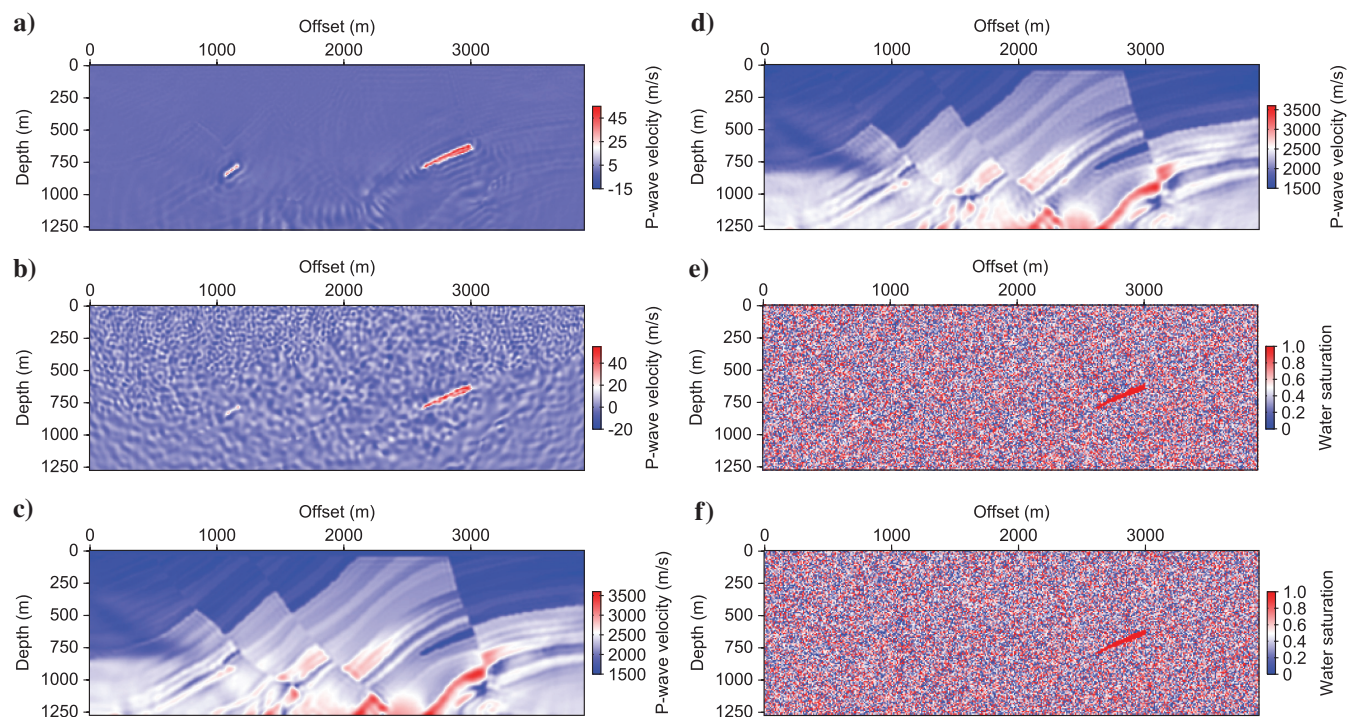 a)
Offset (m)
0 1000 2000 3000
0
250
500
750
1000
1250
Depth (m)
45
25
5
-15
P-wave velocity (m/s)
b)
Offset (m)
0 1000 2000 3000
0
250
500
750
1000
1250
Depth (m)
40
20
0
-20
P-wave velocity (m/s)
c)
Offset (m)
0 1000 2000 3000
0
250
500
750
1000
1250
Depth (m)
3500
3000
2500
2000
1500
P-wave velocity (m/s)
d)
Offset (m)
0 1000 2000 3000
0
250
500
750
1000
1250
Depth (m)
3500
3000
2500
2000
1500
P-wave velocity (m/s)
e)
Offset (m)
0 1000 2000 3000
0
250
500
750
1000
1250
Depth (m)
1.0
0.8
0.6
0.4
0.2
0
Water saturation
f)
Offset (m)
0 1000 2000 3000
0
250
500
750
1000
1250
Depth (m)
1.0
0.8
0.6
0.4
0.2
0
Water saturation